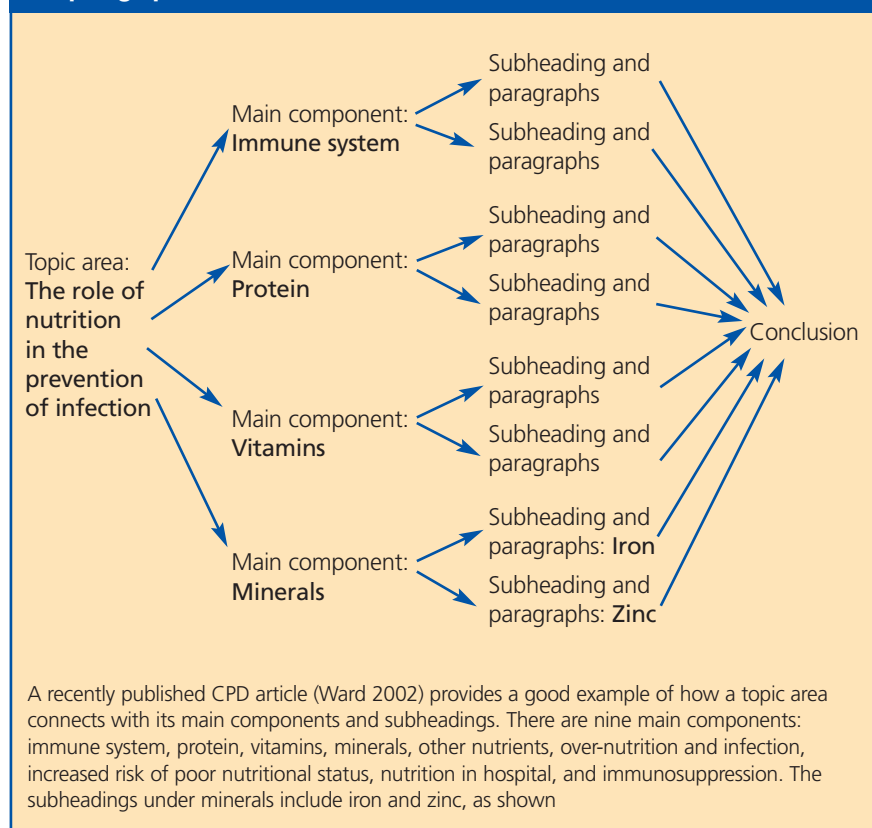 Topic area:
The role of
nutrition
in the
prevention
of infection
Main component:
Immune system
Main component:
Protein
Main component:
Vitamins
Main component:
Minerals
Subheading and
paragraphs
Subheading and
paragraphs
Subheading and
paragraphs
Subheading and
paragraphs
Subheading and
paragraphs
Subheading and
paragraphs
Subheading and
paragraphs: Iron
Subheading and
paragraphs: Zinc
Conclusion
A recently published CPD article (Ward 2002) provides a good example of how a topic area
connects with its main components and subheadings. There are nine main components:
immune system, protein, vitamins, minerals, other nutrients, over-nutrition and infection,
increased risk of poor nutritional status, nutrition in hospital, and immunosuppression. The
subheadings under minerals include iron and zinc, as shown